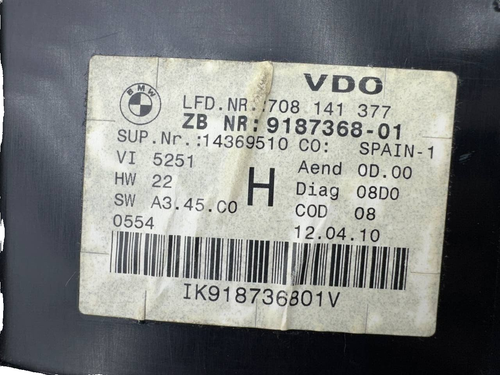 BMW
VDO
LFD.NR.:708 141 377
ZB NR:9187368-01
SUP.Nr.:14369510 CO: SPAIN-1
VI 5251 Aend 0D.00
HW 22 H Diag 08D0
SW A3.45.C0 COD 08
0554 12.04.10
IK918736801V